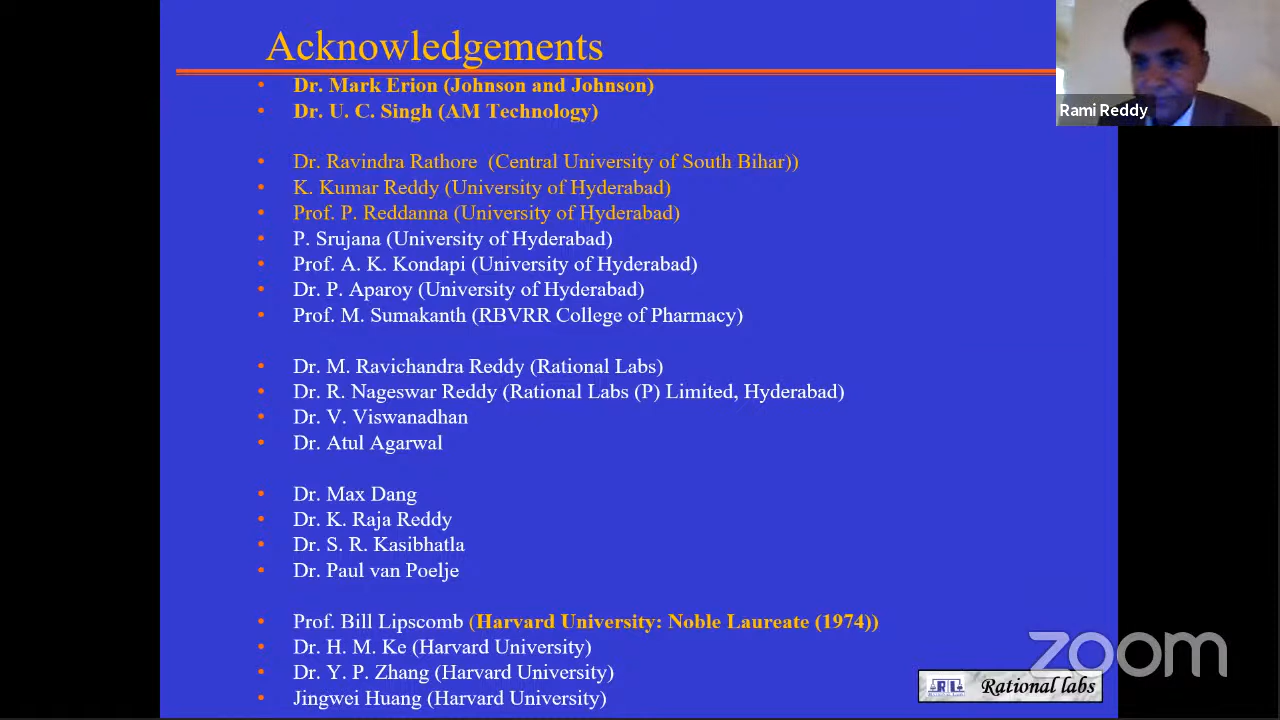 Acknowledgements
Rami Reddy
• Dr. Mark Erion (Johnson and Johnson)
• Dr. U. C. Singh (AM Technology)
• Dr. Ravindra Rathore (Central University of South Bihar))
• K. Kumar Reddy (University of Hyderabad)
• Prof. P. Reddanna (University of Hyderabad)
• P. Srujana (University of Hyderabad)
• Prof. A. K. Kondapi (University of Hyderabad)
• Dr. P. Aparoy (University of Hyderabad)
• Prof. M. Sumakanth (RBVRR College of Pharmacy)
• Dr. M. Ravichandra Reddy (Rational Labs)
• Dr. R. Nageswar Reddy (Rational Labs (P) Limited, Hyderabad)
• Dr. V. Viswanadhan
• Dr. Atul Agarwal
• Dr. Max Dang
• Dr. K. Raja Reddy
• Dr. S. R. Kasibhatla
• Dr. Paul van Poelje
• Prof. Bill Lipscomb (Harvard University: Noble Laureate (1974))
• Dr. H. M. Ke (Harvard University)
• Dr. Y. P. Zhang (Harvard University)
• Jingwei Huang (Harvard University)
zoom
RL Rational labs